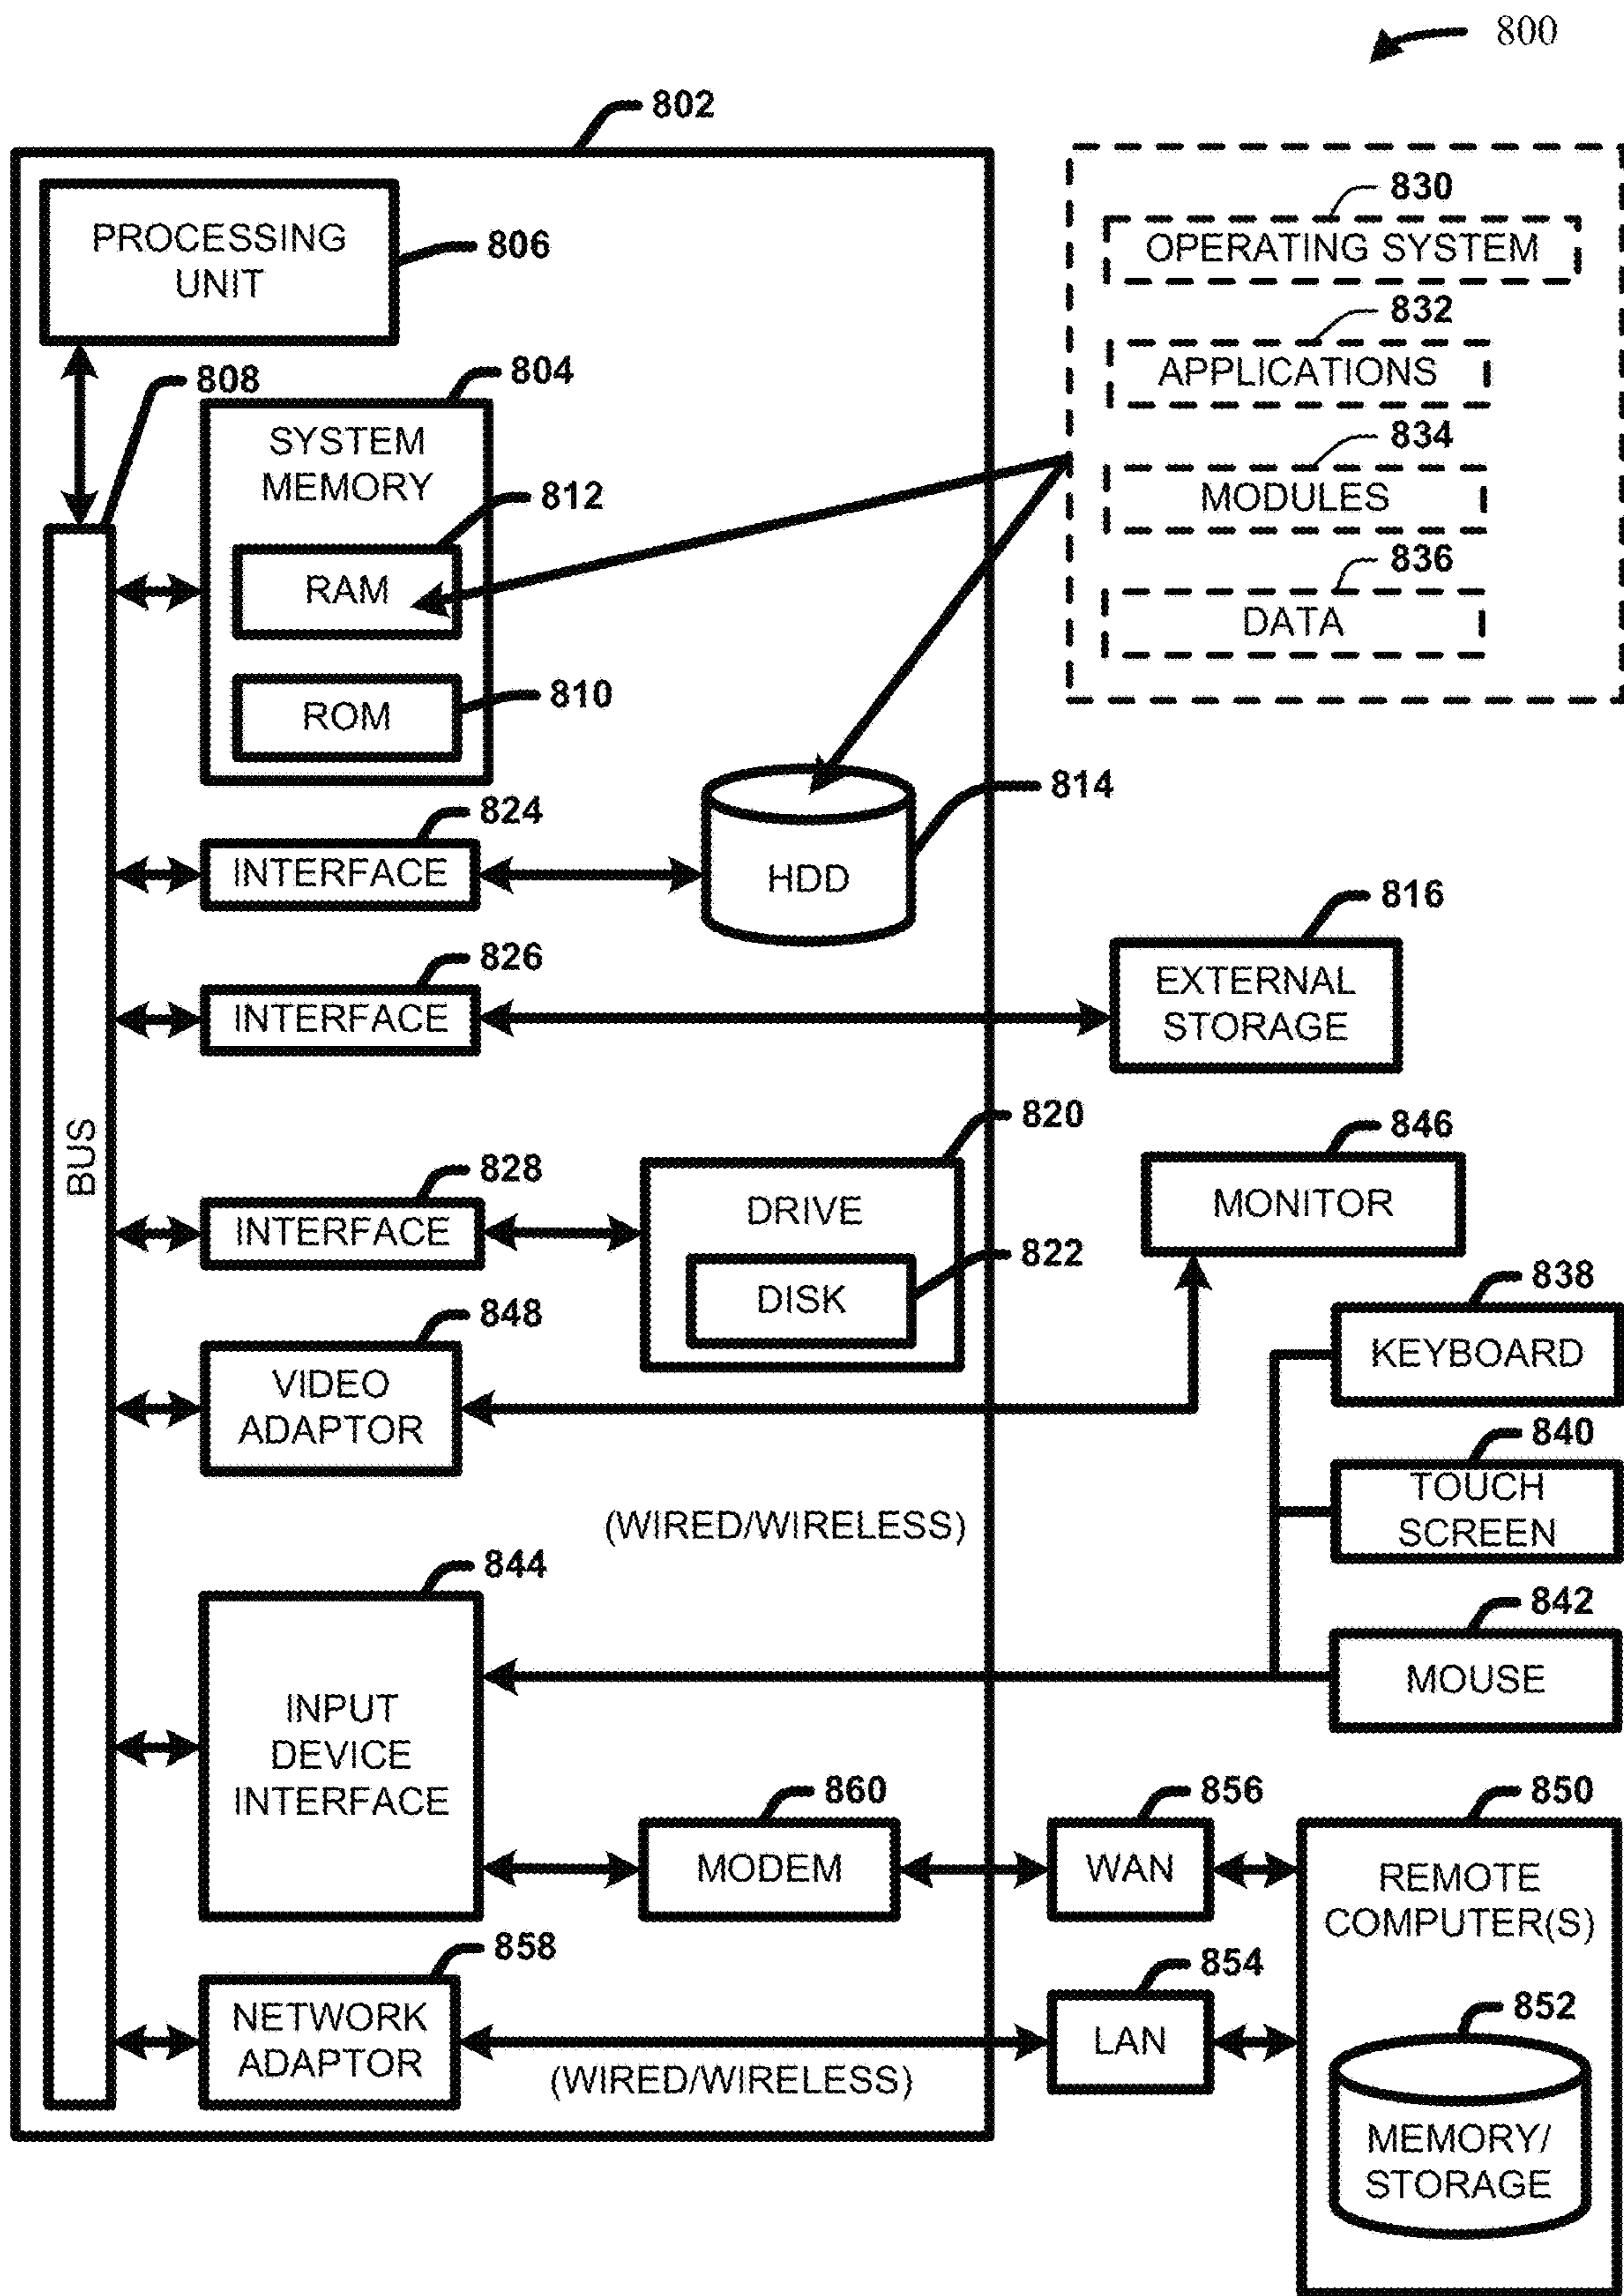 800
802
PROCESSING
UNIT
806
830
OPERATING SYSTEM
832
APPLICATIONS
834
MODULES
836
DATA
808
804
SYSTEM
MEMORY
812
RAM
810
ROM
814
HDD
824
INTERFACE
816
EXTERNAL
STORAGE
826
INTERFACE
BUS
820
DRIVE
822
DISK
828
INTERFACE
846
MONITOR
848
VIDEO
ADAPTOR
838
KEYBOARD
840
TOUCH
SCREEN
(WIRED/WIRELESS)
842
MOUSE
844
INPUT
DEVICE
INTERFACE
860
MODEM
856
WAN
850
REMOTE
COMPUTER(S)
858
NETWORK
ADAPTOR
(WIRED/WIRELESS)
854
LAN
852
MEMORY/
STORAGE